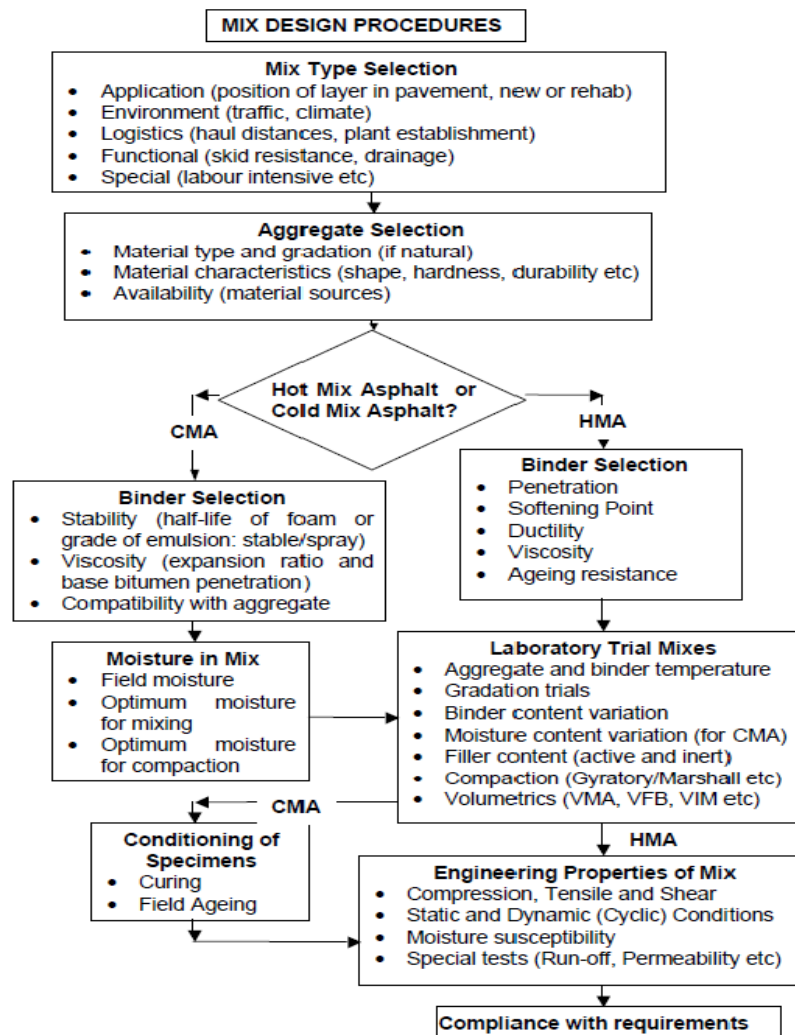 MIX DESIGN PROCEDURES
Mix Type Selection
• Application (position of layer in pavement, new or rehab)
• Environment (traffic, climate)
• Logistics (haul distances, plant establishment)
• Functional (skid resistance, drainage)
• Special (labour intensive etc)
Aggregate Selection
• Material type and gradation (if natural)
• Material characteristics (shape, hardness, durability etc)
• Availability (material sources)
Hot Mix Asphalt or
Cold Mix Asphalt?
CMA
HMA
Binder Selection
• Stability (half-life of foam or
grade of emulsion: stable/spray)
• Viscosity (expansion ratio and
base bitumen penetration)
• Compatibility with aggregate
Binder Selection
• Penetration
• Softening Point
• Ductility
• Viscosity
• Ageing resistance
Moisture in Mix
• Field moisture
• Optimum moisture
for mixing
• Optimum moisture
for compaction
Laboratory Trial Mixes
• Aggregate and binder temperature
• Gradation trials
• Binder content variation
• Moisture content variation (for CMA)
• Filler content (active and inert)
• Compaction (Gyratory/Marshall etc)
• Volumetrics (VMA, VFB, VIM etc)
CMA
HMA
Conditioning of
Specimens
• Curing
• Field Ageing
Engineering Properties of Mix
• Compression, Tensile and Shear
• Static and Dynamic (Cyclic) Conditions
• Moisture susceptibility
• Special tests (Run-off, Permeability etc)
Compliance with requirements